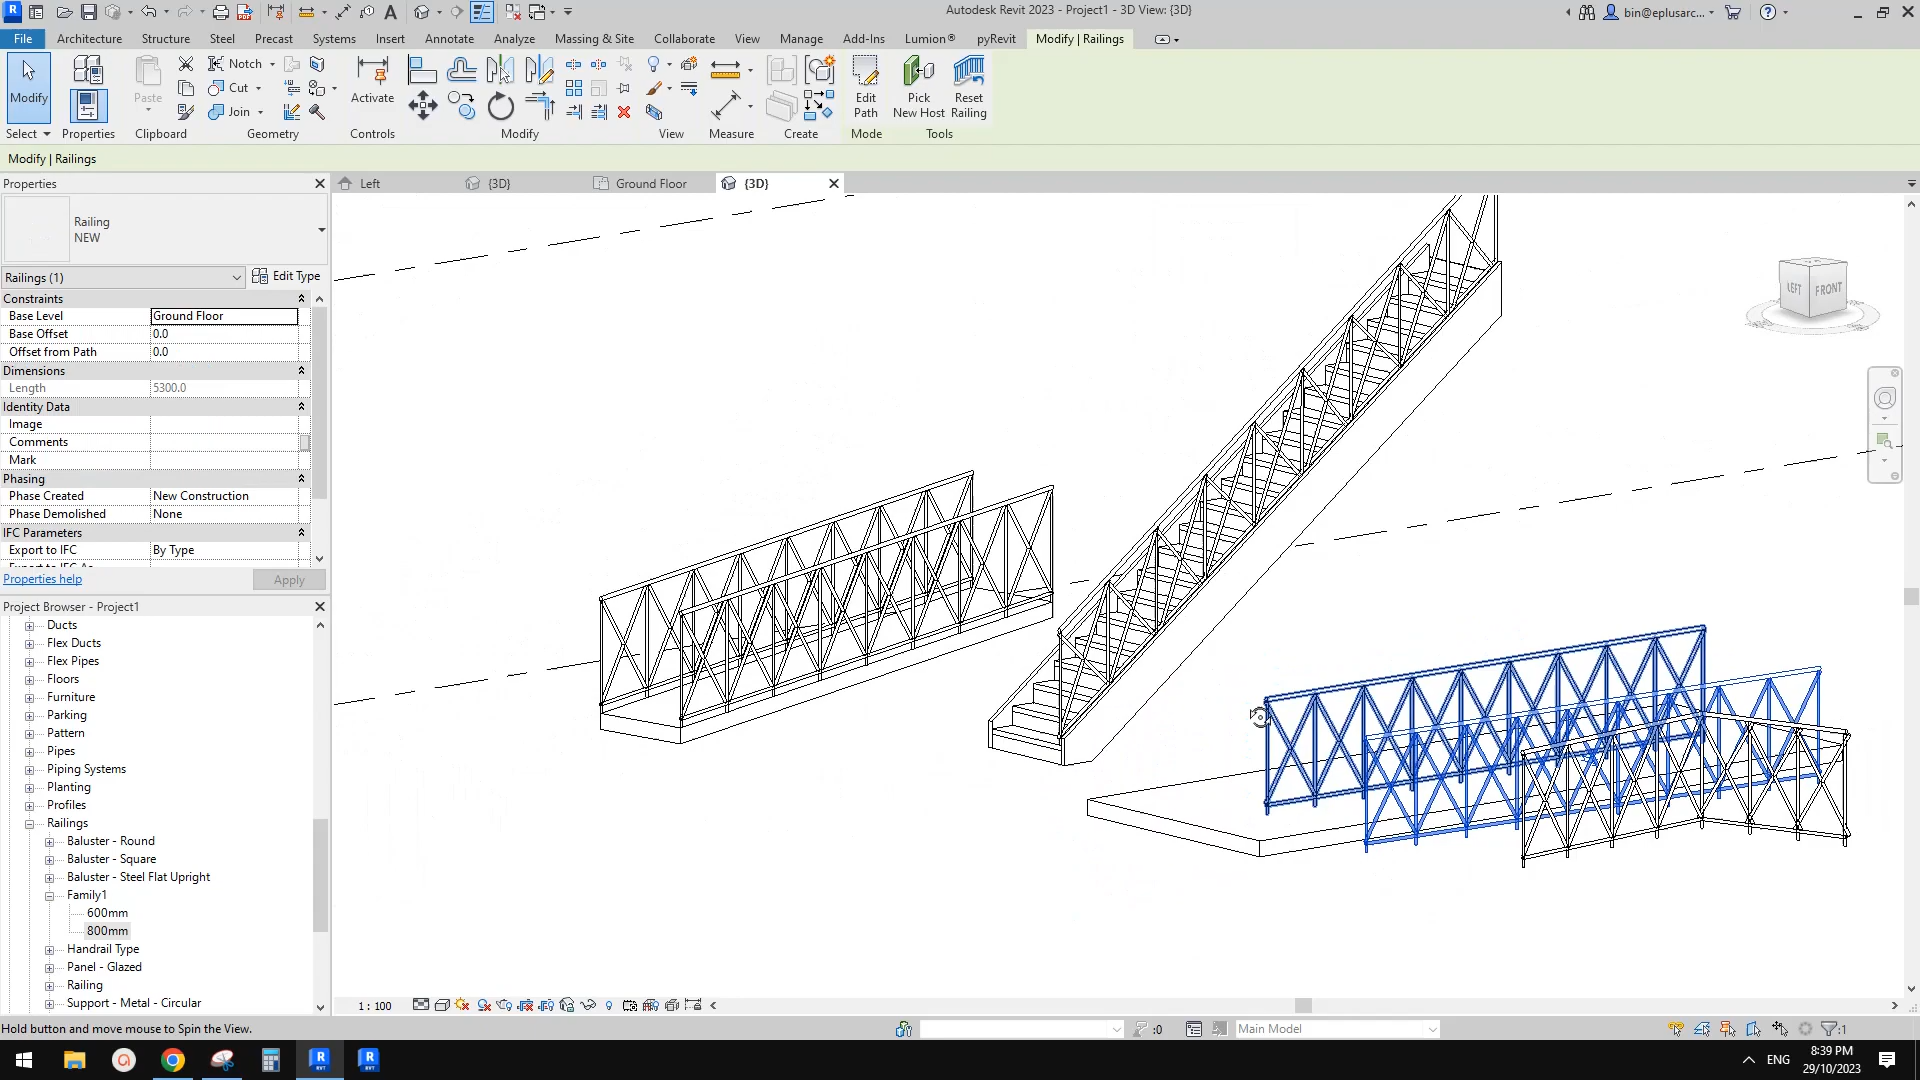 Autodesk Revit 2023 - Project1 - 3D View: {3D}
bin@eplusarc...
File
Architecture
Structure
Steel
Precast
Systems
Insert
Annotate
Analyze
Massing & Site
Collaborate
View
Manage
Add-Ins
Lumion®
pyRevit
Modify | Railings
Modify
Paste
Notch
Cut
Join
Activate
Edit
Path
Pick
New Host
Reset
Railing
Select
Properties
Clipboard
Geometry
Controls
Modify
View
Measure
Create
Mode
Tools
Modify | Railings
Properties
Left
{3D}
Ground Floor
{3D}
Railing
NEW
Railings (1)
Edit Type
Constraints
Base Level Ground Floor
Base Offset 0.0
Offset from Path 0.0
Dimensions
Length 5300.0
Identity Data
Image
Comments
Mark
Phasing
Phase Created New Construction
Phase Demolished None
IFC Parameters
Export to IFC By Type
Properties help
Apply
LEFT
FRONT
Project Browser - Project1
Ducts
Flex Ducts
Flex Pipes
Floors
Furniture
Parking
Pattern
Pipes
Piping Systems
Planting
Profiles
Railings
Baluster - Round
Baluster - Square
Baluster - Steel Flat Upright
Family1
600mm
800mm
Handrail Type
Panel - Glazed
Railing
Support - Metal - Circular
1 : 100
Hold button and move mouse to Spin the View.
:0
Main Model
:1
ENG
8:39 PM
29/10/2023